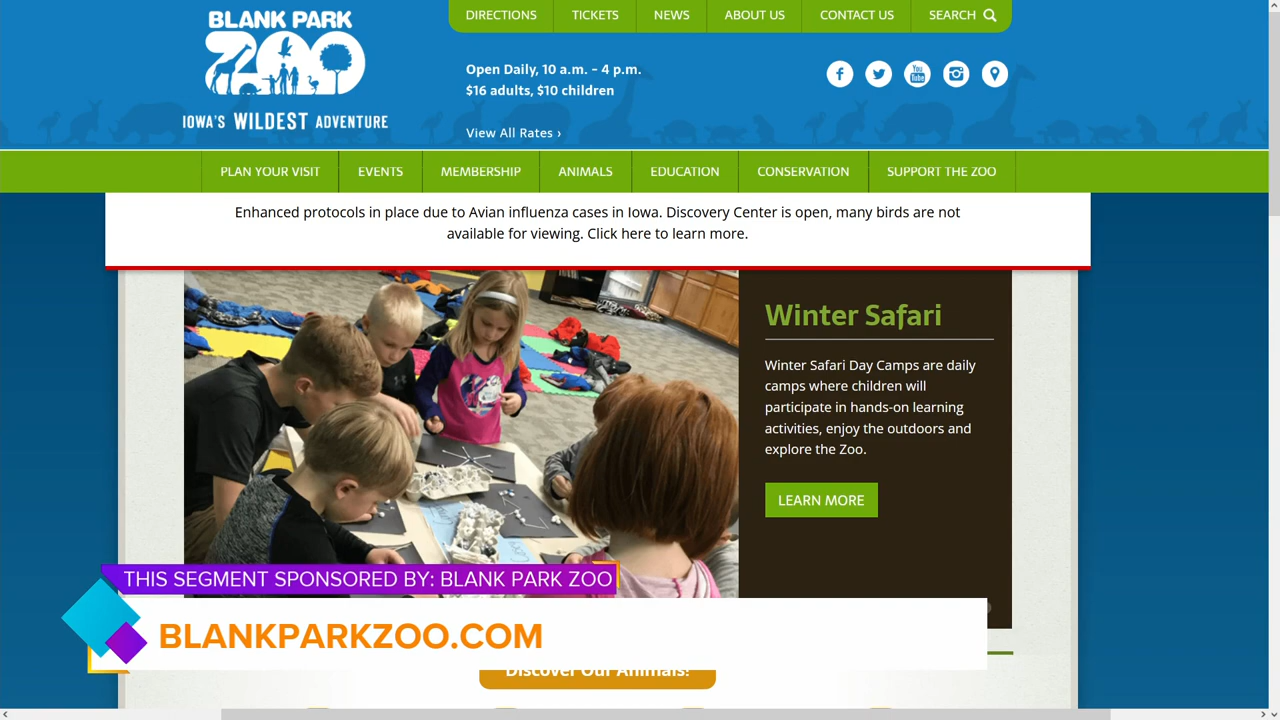 BLANK PARK
ZOO
IOWA'S WILDEST ADVENTURE
DIRECTIONS
TICKETS
NEWS
ABOUT US
CONTACT US
SEARCH
Open Daily, 10 a.m. - 4 p.m.
$16 adults, $10 children
View All Rates ›
You
Tube
PLAN YOUR VISIT
EVENTS
MEMBERSHIP
ANIMALS
EDUCATION
CONSERVATION
SUPPORT THE ZOO
Enhanced protocols in place due to Avian influenza cases in Iowa. Discovery Center is open, many birds are not
available for viewing. Click here to learn more.
Winter Safari
Winter Safari Day Camps are daily
camps where children will
participate in hands-on learning
activities, enjoy the outdoors and
explore the Zoo.
LEARN MORE
THIS SEGMENT SPONSORED BY: BLANK PARK ZOO
BLANKPARKZOO.COM
Discover Our Animals!